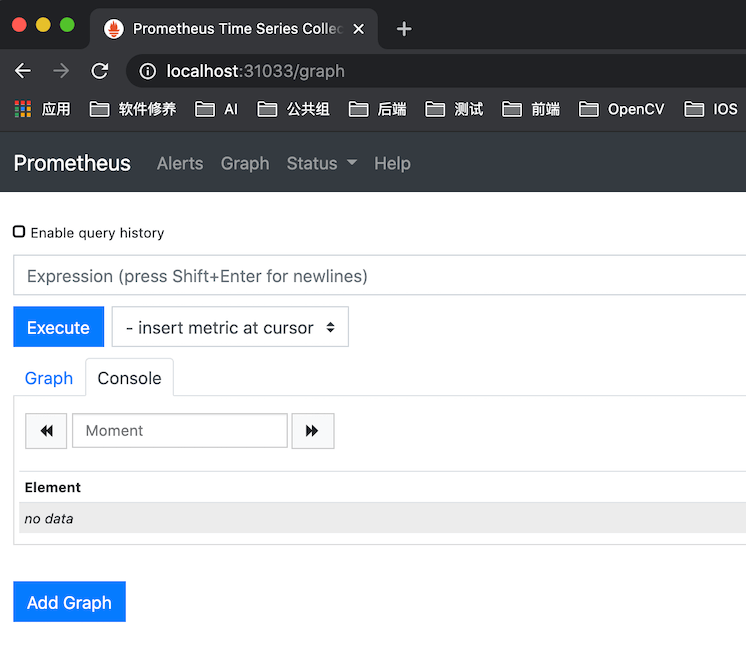 Prometheus Time Series Collec
localhost:31033/graph
应用 软件修养 AI 公共组 后端 测试 前端 OpenCV IOS
Prometheus Alerts Graph Status Help
Enable query history
Expression (press Shift+Enter for newlines)
Execute - insert metric at cursor
Graph Console
Moment
Element
no data
Add Graph